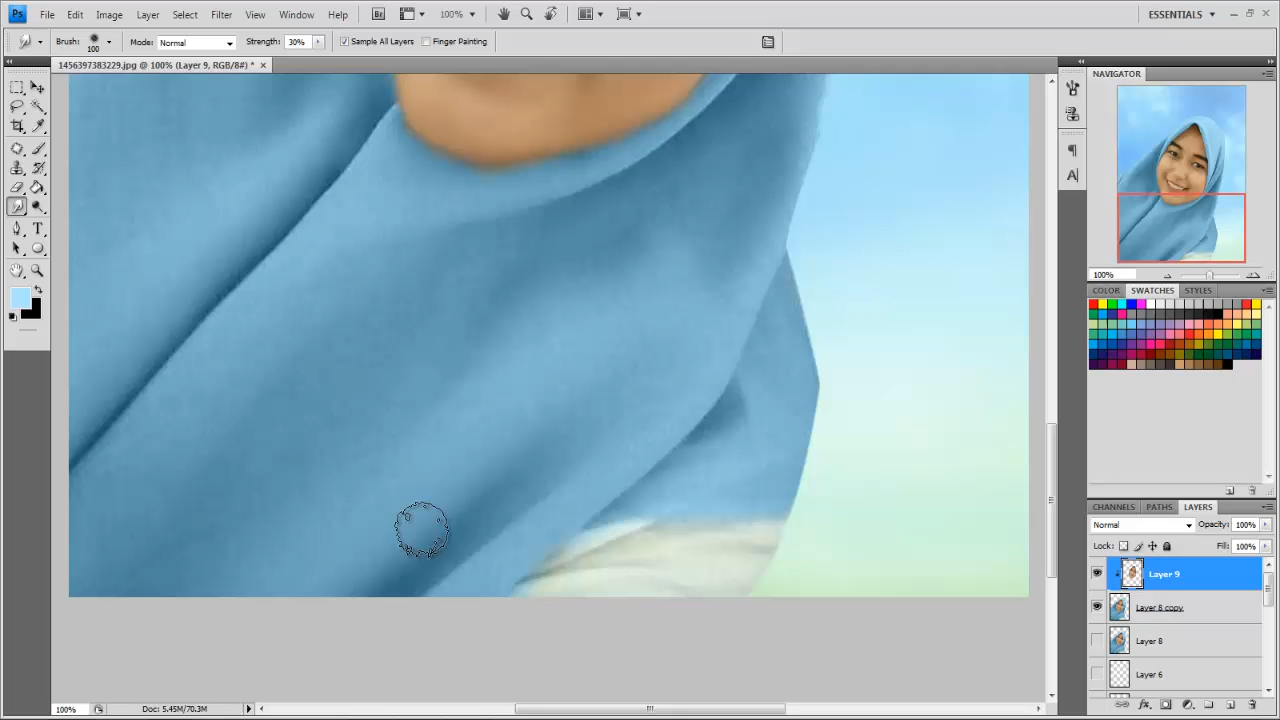 Ps File Edit Image Layer Select Filter View Window Help Br 100% ESSENTIALS
Brush: 100 Mode: Normal Strength: 30% Sample All Layers Finger Painting
1456397383229.jpg @ 100% (Layer 9, RGB/8#) *
NAVIGATOR
100%
COLOR SWATCHES STYLES
CHANNELS PATHS LAYERS
Normal Opacity: 100%
Lock: Fill: 100%
Layer 9
Layer 8 copy
Layer 8
Layer 6
100% Doc: 5.45M/70.3M